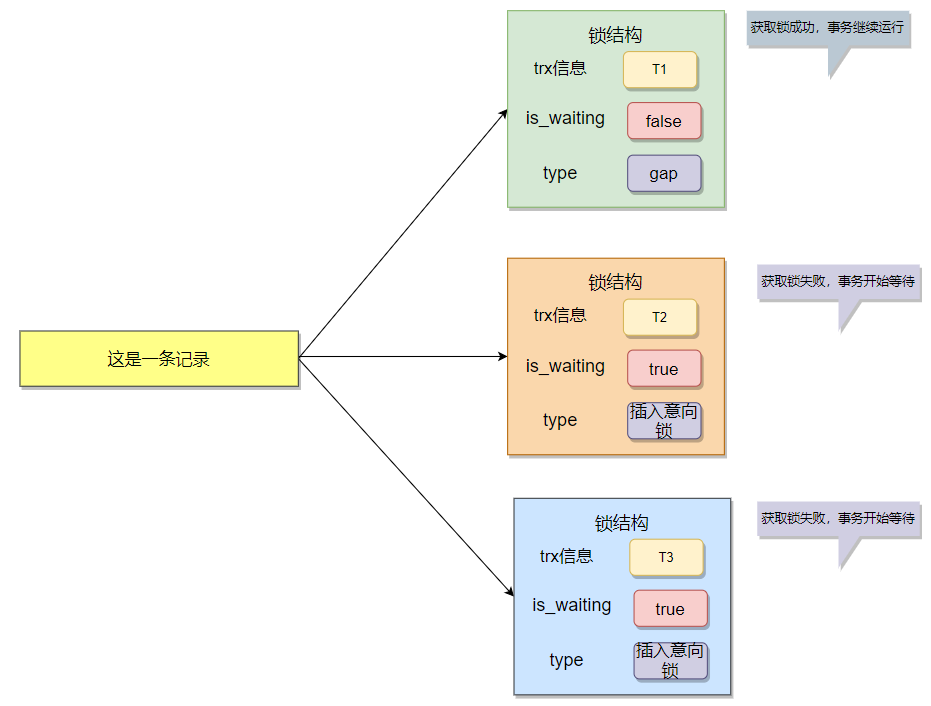 锁结构
获取锁成功，事务继续运行
trx信息
T1
is_waiting
false
type
gap
锁结构
获取锁失败，事务开始等待
trx信息
T2
is_waiting
true
type
插入意向
锁
这是一条记录
锁结构
获取锁失败，事务开始等待
trx信息
T3
is_waiting
true
type
插入意向
锁